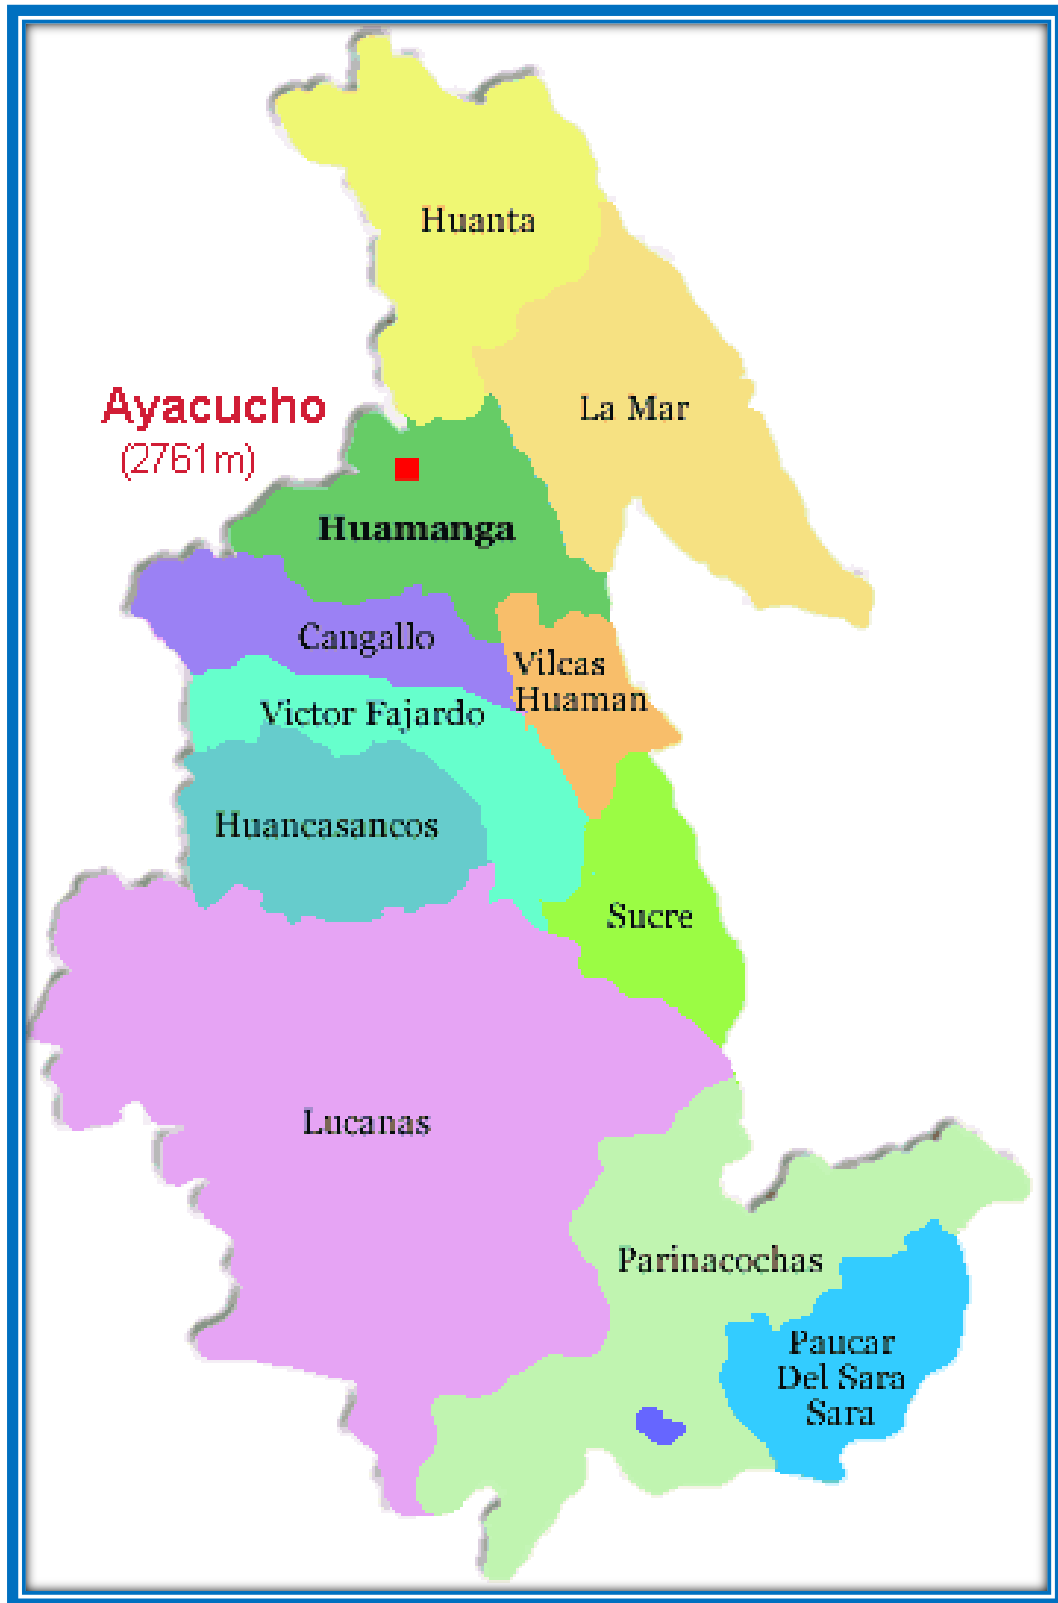 Huanta
Ayacucho
(2761m)
La Mar
Huamanga
Cangallo
Vilcas
Huaman
Victor Fajardo
Huancasancos
Sucre
Lucanas
Parinacochas
Paucar
Del Sara
Sara